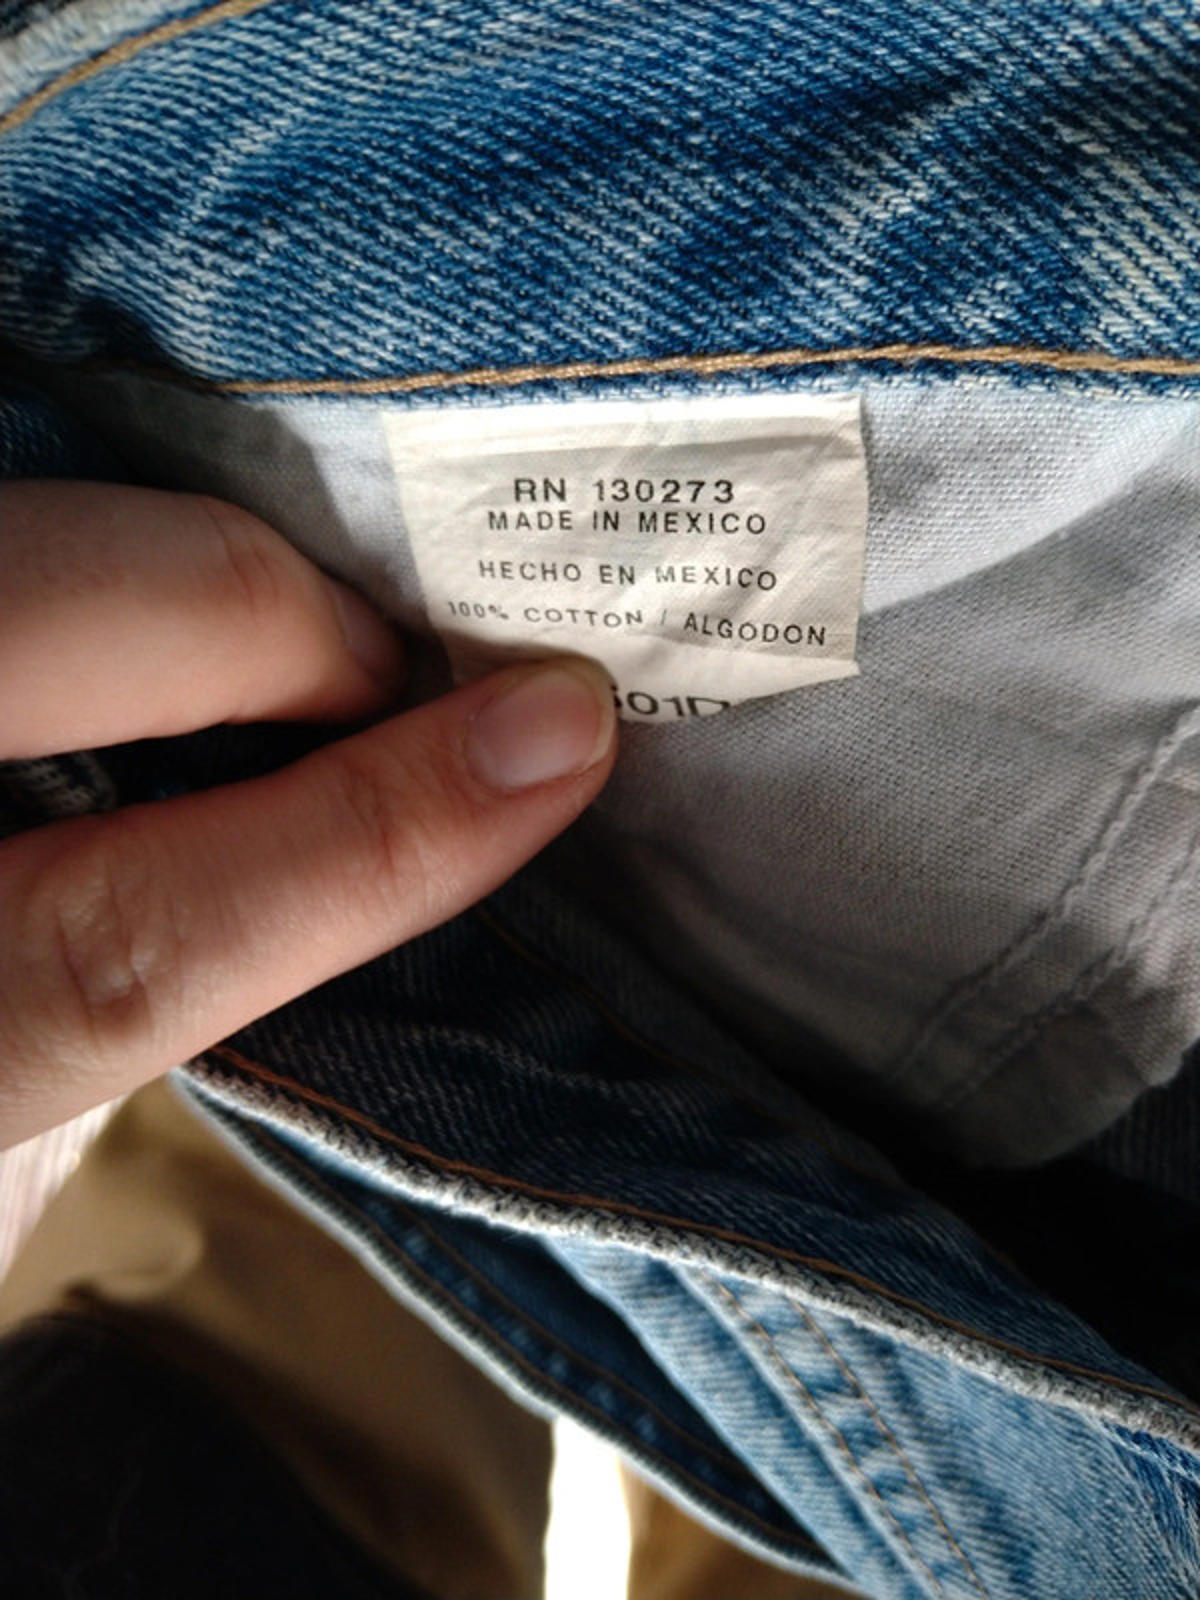 RN 130273
MADE IN MEXICO
HECHO EN MEXICO
100% COTTON / ALGODON